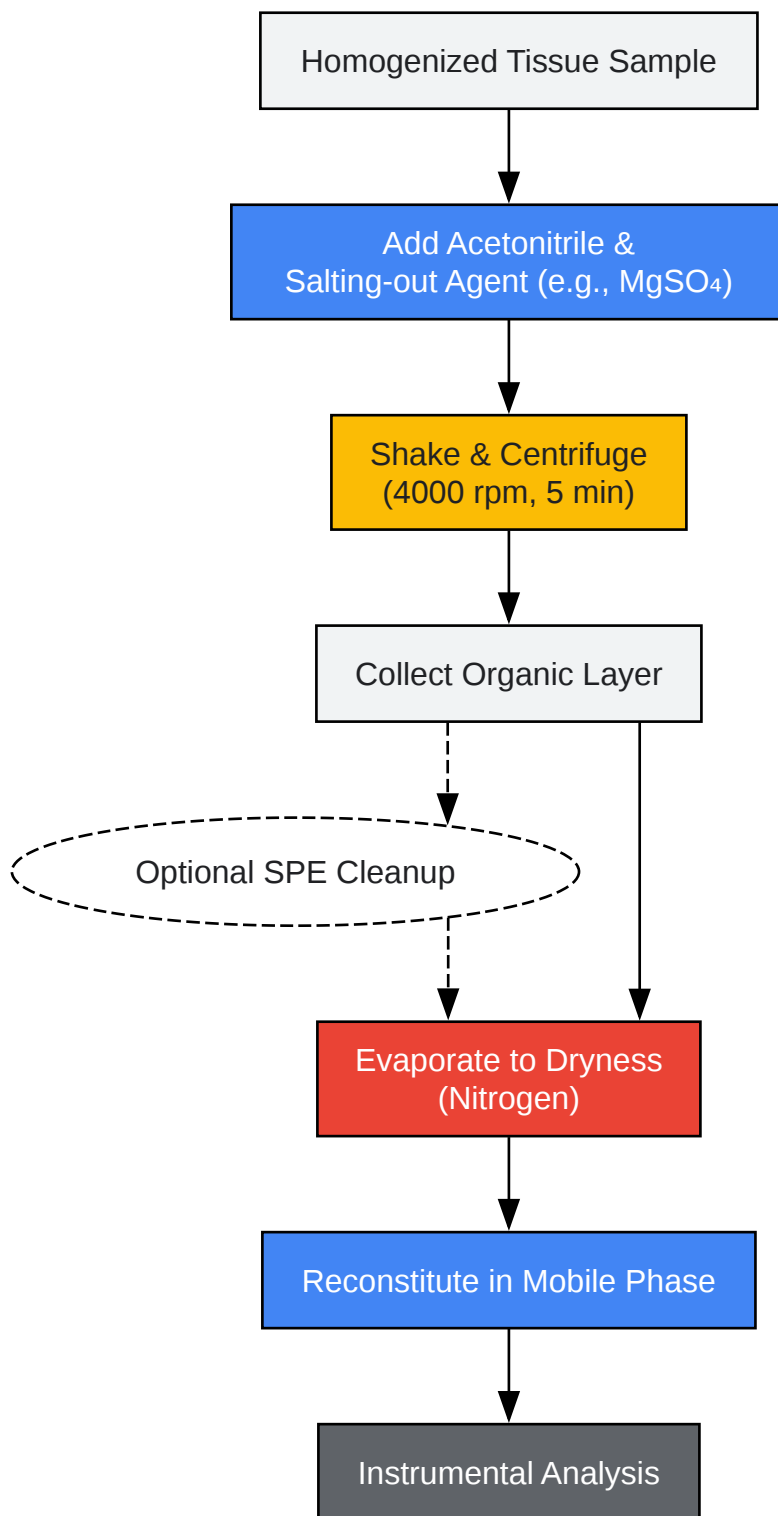 Homogenized Tissue Sample
Add Acetonitrile &
Salting-out Agent (e.g., MgSO₄)
Shake & Centrifuge
(4000 rpm, 5 min)
Collect Organic Layer
Optional SPE Cleanup
Evaporate to Dryness
(Nitrogen)
Reconstitute in Mobile Phase
Instrumental Analysis